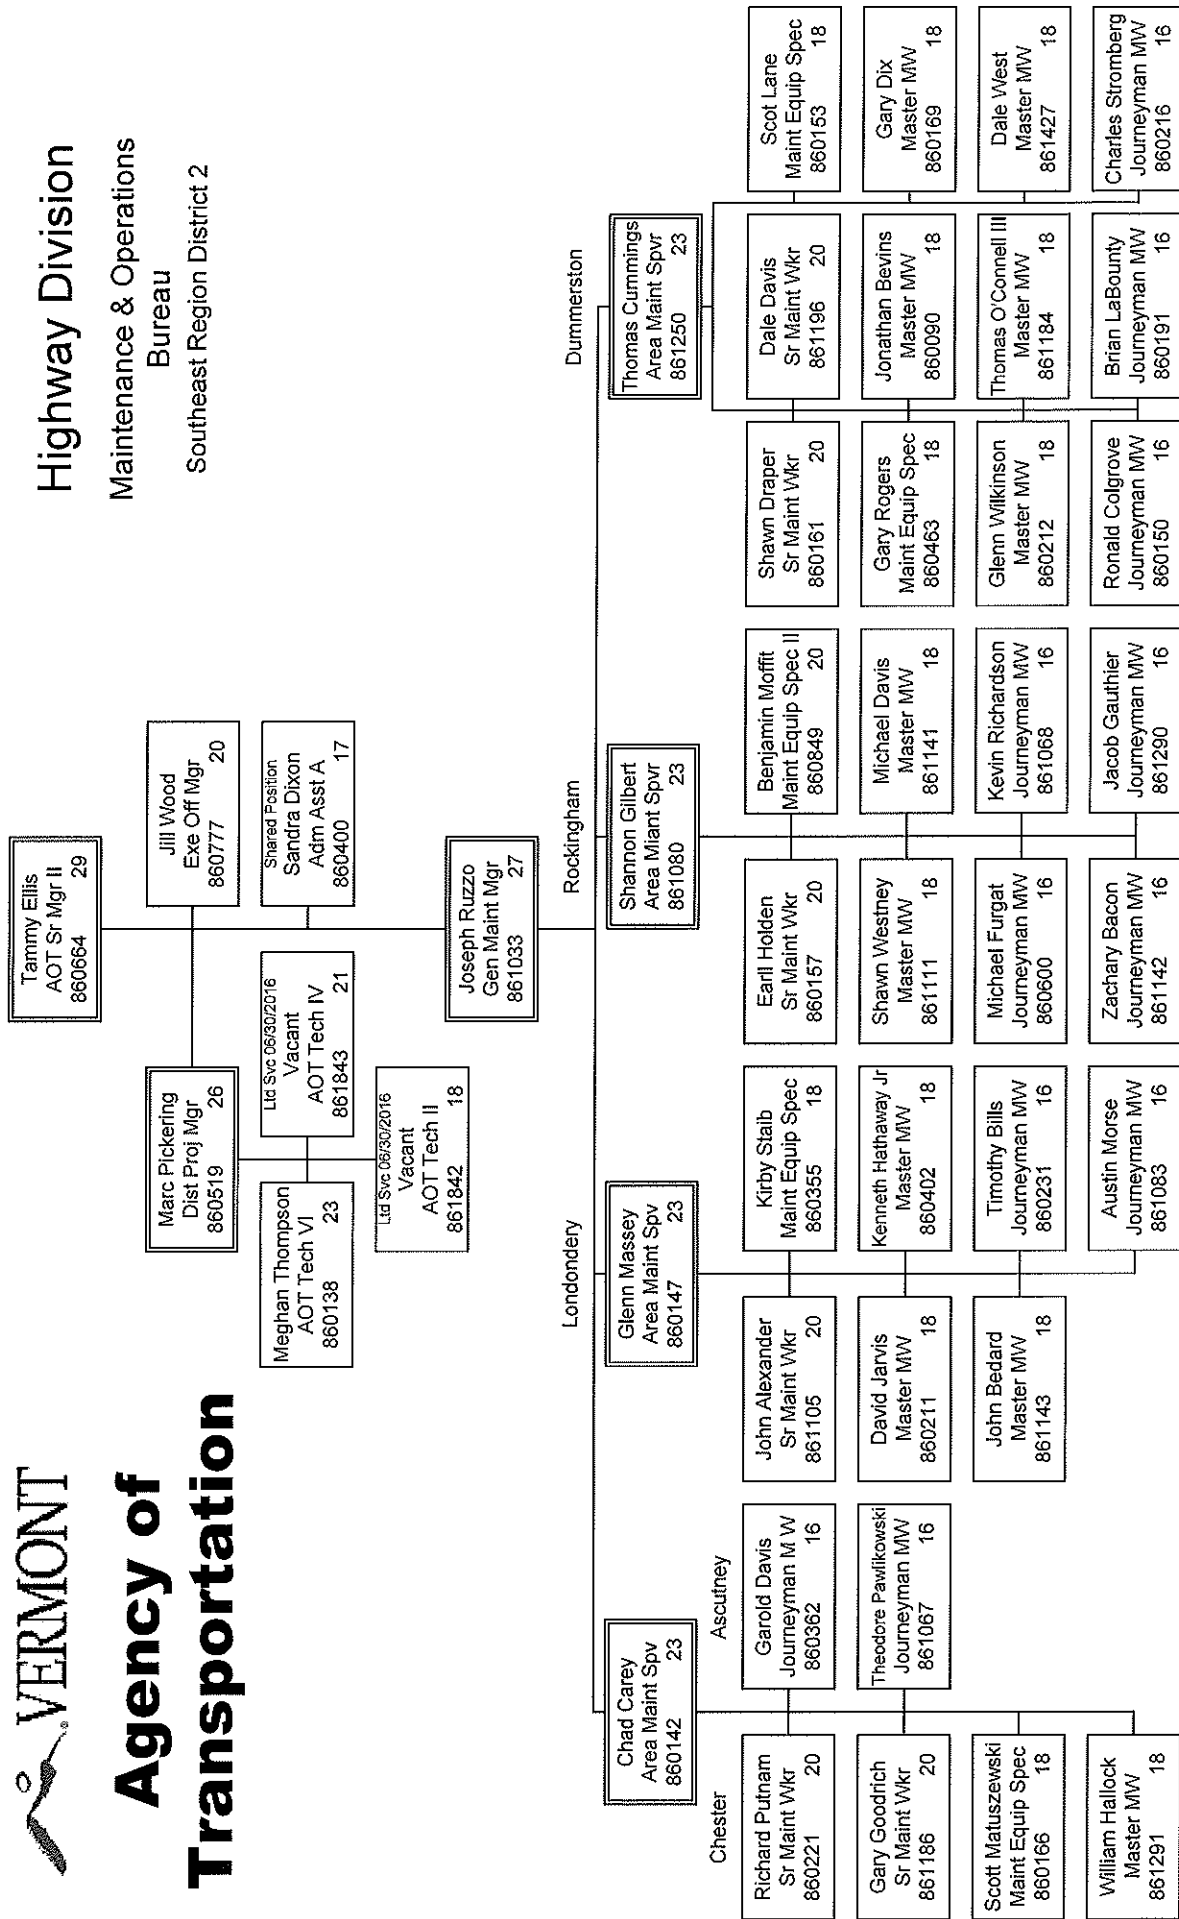 VERMONT
Agency of
Transportation
Highway Division
Maintenance & Operations
Bureau
Southeast Region District 2
Tammy Ellis
AOT Sr Mgr II
860664 29
Marc Pickering
Dist Proj Mgr
860519 26
Jill Wood
Exe Off Mgr
860777 20
Meghan Thompson
AOT Tech VI
860138 23
Ltd Svc 06/30/2016
Vacant
AOT Tech IV
861843 21
Shared Position
Sandra Dixon
Adm Asst A
860400 17
Ltd Svc 06/30/2016
Vacant
AOT Tech II
861842 18
Joseph Ruzzo
Gen Maint Mgr
861033 27
Londondery
Rockingham
Dummerston
Chad Carey
Area Maint Spv
860142 23
Glenn Massey
Area Maint Spv
860147 23
Shannon Gilbert
Area Miant Spvr
861080 23
Thomas Cummings
Area Maint Spvr
861250 23
Chester
Ascutney
Richard Putnam
Sr Maint Wkr
860221 20
Garold Davis
Journeyman M W
860362 16
John Alexander
Sr Maint Wkr
861105 20
Kirby Staib
Maint Equip Spec
860355 18
Earll Holden
Sr Maint Wkr
860157 20
Benjamin Moffit
Maint Equip Spec II
860849 20
Shawn Draper
Sr Maint Wkr
860161 20
Dale Davis
Sr Maint Wkr
861196 20
Scot Lane
Maint Equip Spec
860153 18
Gary Goodrich
Sr Maint Wkr
861186 20
Theodore Pawlikowski
Journeyman MW
861067 16
David Jarvis
Master MW
860211 18
Kenneth Hathaway Jr
Master MW
860402 18
Shawn Westney
Master MW
861111 18
Michael Davis
Master MW
861141 18
Gary Rogers
Maint Equip Spec
860463 18
Jonathan Bevins
Master MW
860090 18
Gary Dix
Master MW
860169 18
Scott Matuszewski
Maint Equip Spec
860166 18
John Bedard
Master MW
861143 18
Timothy Bills
Journeyman MW
860231 16
Michael Furgat
Journeyman MW
860600 16
Kevin Richardson
Journeyman MW
861068 16
Glenn Wilkinson
Master MW
860212 18
Thomas O'Connell III
Master MW
861184 18
Dale West
Master MW
861427 18
William Hallock
Master MW
861291 18
Austin Morse
Journeyman MW
861083 16
Zachary Bacon
Journeyman MW
861142 16
Jacob Gauthier
Journeyman MW
861290 16
Ronald Colgrove
Journeyman MW
860150 16
Brian LaBounty
Journeyman MW
860191 16
Charles Stromberg
Journeyman MW
860216 16